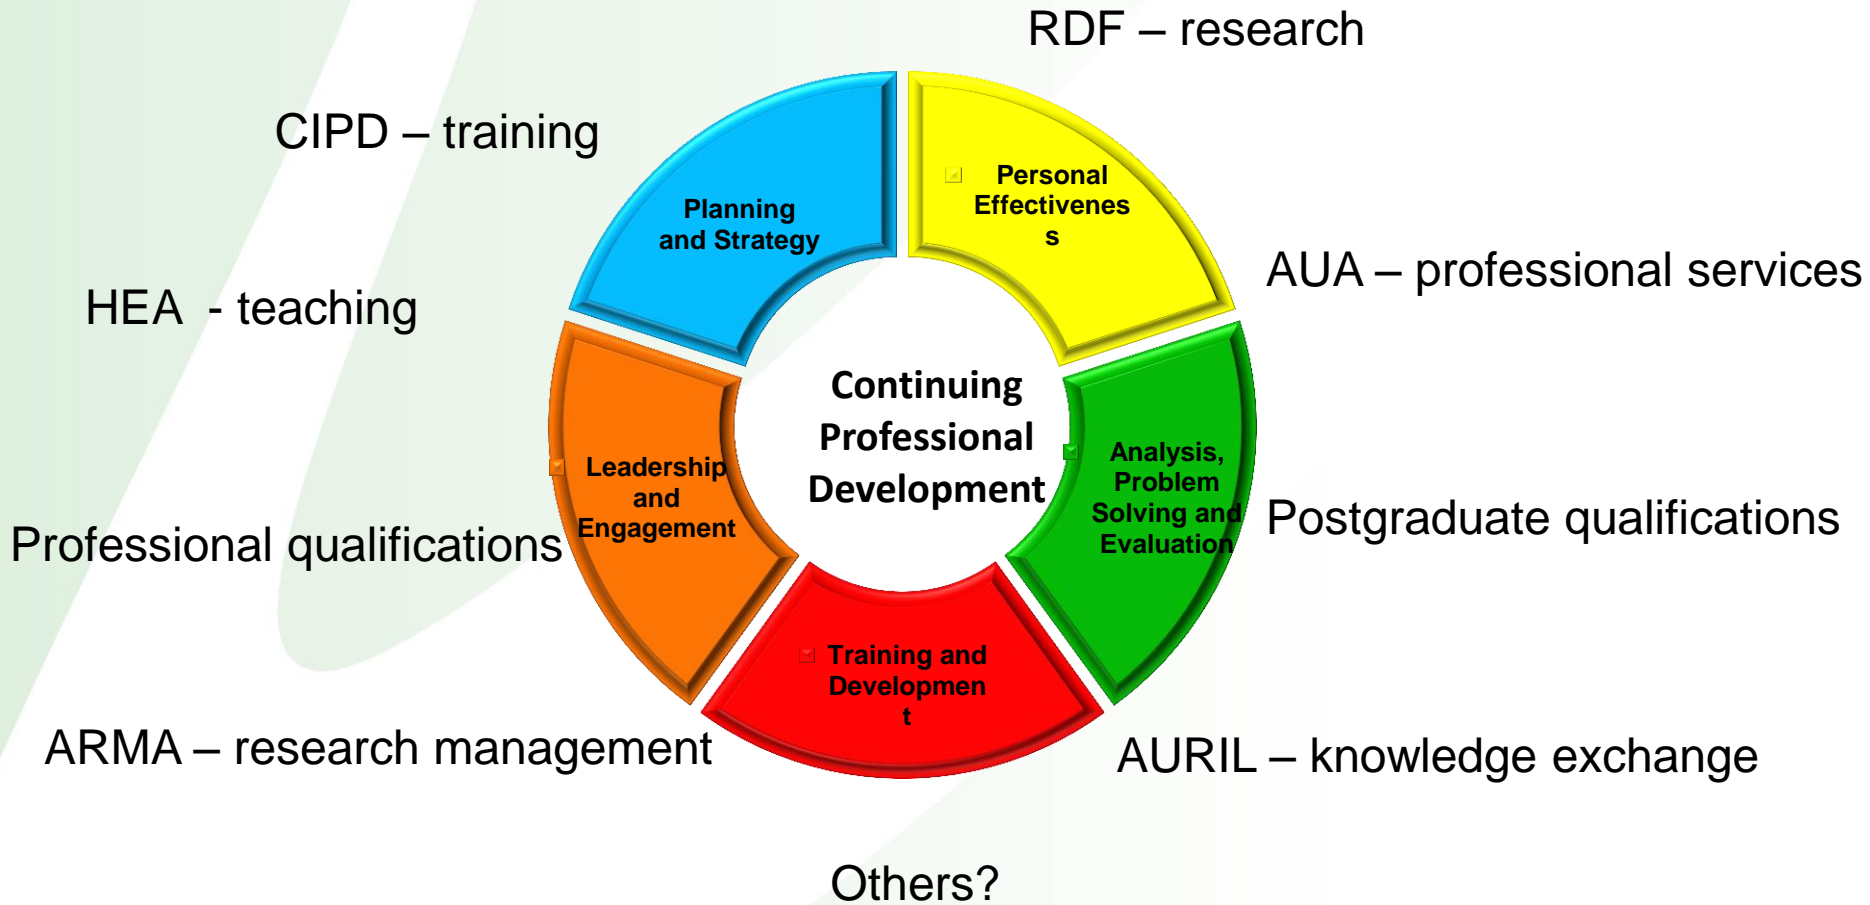 RDF – research
CIPD – training
Personal
Effectivenes
s
Planning
and Strategy
AUA – professional services
HEA  - teaching
Continuing
Professional
Development
Analysis,
Problem
Solving and
Evaluation
Leadership
and
Engagement
Postgraduate qualifications
Professional qualifications
Training and
Developmen
t
ARMA – research management
AURIL – knowledge exchange
Others?